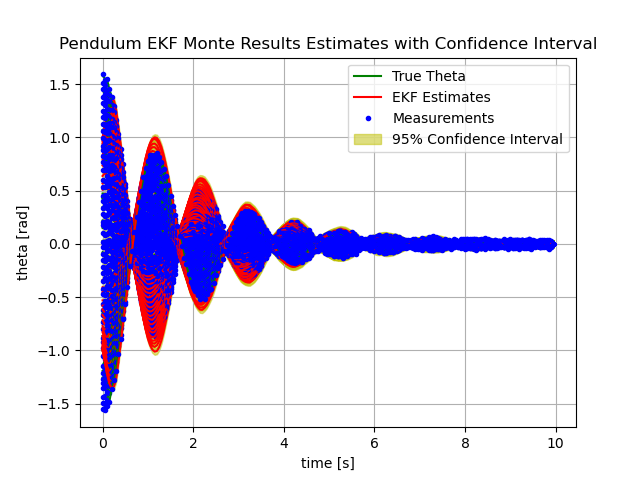 Pendulum EKF Monte Results Estimates with Confidence Interval
True Theta
EKF Estimates
Measurements
95% Confidence Interval
theta [rad]
1.5
1.0
0.5
0.0
−0.5
−1.0
−1.5
0
2
4
6
8
10
time [s]